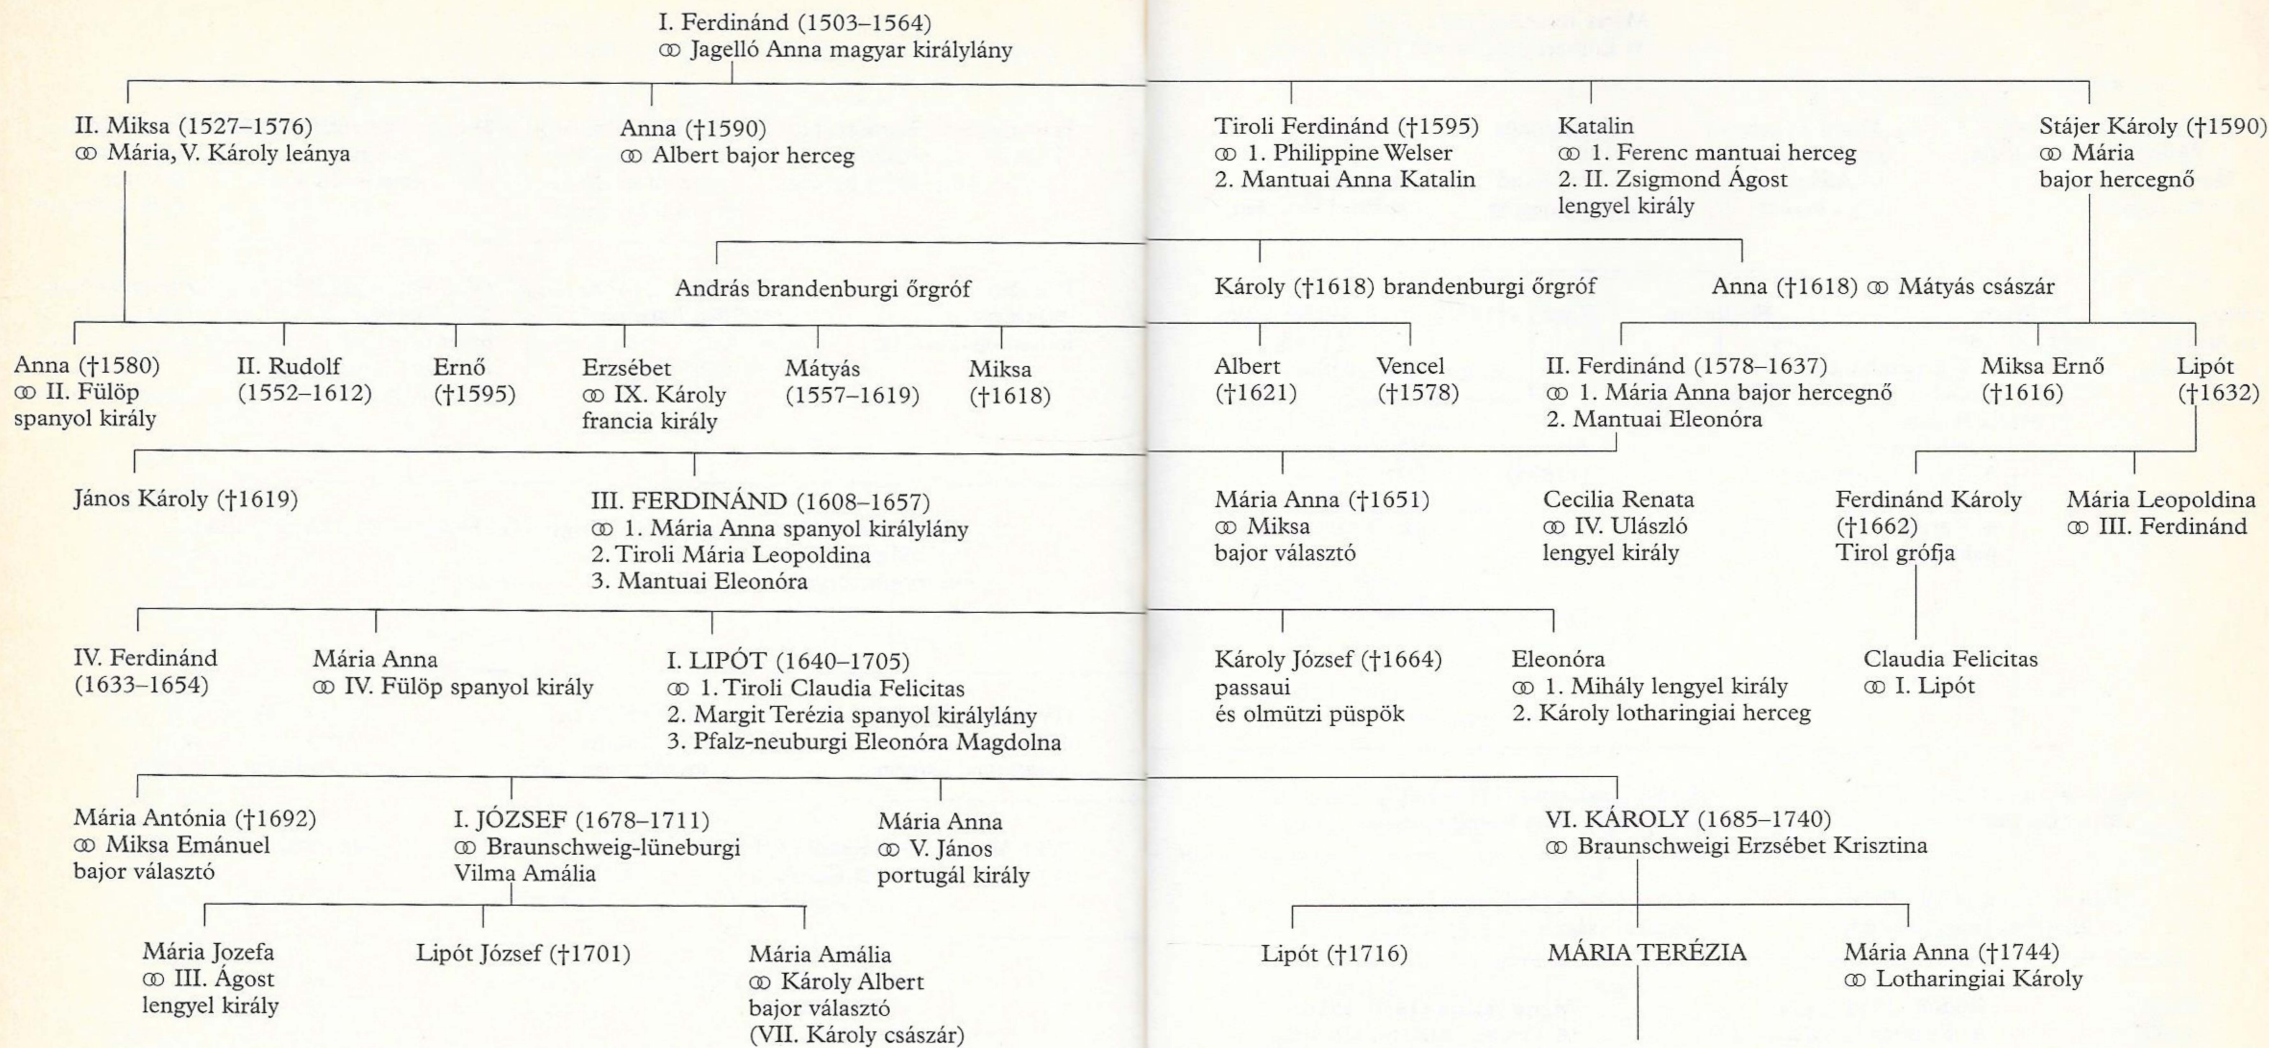 I. Ferdinánd (1503–1564)
⚭ Jagelló Anna magyar királylány
II. Miksa (1527–1576)
⚭ Mária, V. Károly leánya
Anna (†1590)
⚭ Albert bajor herceg
Tiroli Ferdinánd (†1595)
⚭ 1. Philippine Welser
2. Mantuai Anna Katalin
Katalin
⚭ 1. Ferenc mantuai herceg
2. II. Zsigmond Ágost
lengyel király
Stájer Károly (†1590)
⚭ Mária
bajor hercegnő
András brandenburgi őrgróf
Károly (†1618) brandenburgi őrgróf
Anna (†1618) ⚭ Mátyás császár
Anna (†1580)
⚭ II. Fülöp
spanyol király
II. Rudolf
(1552–1612)
Ernő
(†1595)
Erzsébet
⚭ IX. Károly
francia király
Mátyás
(1557–1619)
Miksa
(†1618)
Albert
(†1621)
Vencel
(†1578)
II. Ferdinánd (1578–1637)
⚭ 1. Mária Anna bajor hercegnő
2. Mantuai Eleonóra
Miksa Ernő
(†1616)
Lipót
(†1632)
János Károly (†1619)
III. FERDINÁND (1608–1657)
⚭ 1. Mária Anna spanyol királylány
2. Tiroli Mária Leopoldina
3. Mantuai Eleonóra
Mária Anna (†1651)
⚭ Miksa
bajor választó
Cecilia Renata
⚭ IV. Ulászló
lengyel király
Ferdinánd Károly
(†1662)
Tirol grófja
Mária Leopoldina
⚭ III. Ferdinánd
IV. Ferdinánd
(1633–1654)
Mária Anna
⚭ IV. Fülöp spanyol király
I. LIPÓT (1640–1705)
⚭ 1. Tiroli Claudia Felicitas
2. Margit Terézia spanyol királylány
3. Pfalz-neuburgi Eleonóra Magdolna
Károly József (†1664)
passaui
és olmützi püspök
Eleonóra
⚭ 1. Mihály lengyel király
2. Károly lotharingiai herceg
Claudia Felicitas
⚭ I. Lipót
Mária Antónia (†1692)
⚭ Miksa Emánuel
bajor választó
I. JÓZSEF (1678–1711)
⚭ Braunschweig-lüneburgi
Vilma Amália
Mária Anna
⚭ V. János
portugál király
VI. KÁROLY (1685–1740)
⚭ Braunschweigi Erzsébet Krisztina
Mária Jozefa
⚭ III. Ágost
lengyel király
Lipót József (†1701)
Mária Amália
⚭ Károly Albert
bajor választó
(VII. Károly császár)
Lipót (†1716)
MÁRIA TERÉZIA
Mária Anna (†1744)
⚭ Lotharingiai Károly